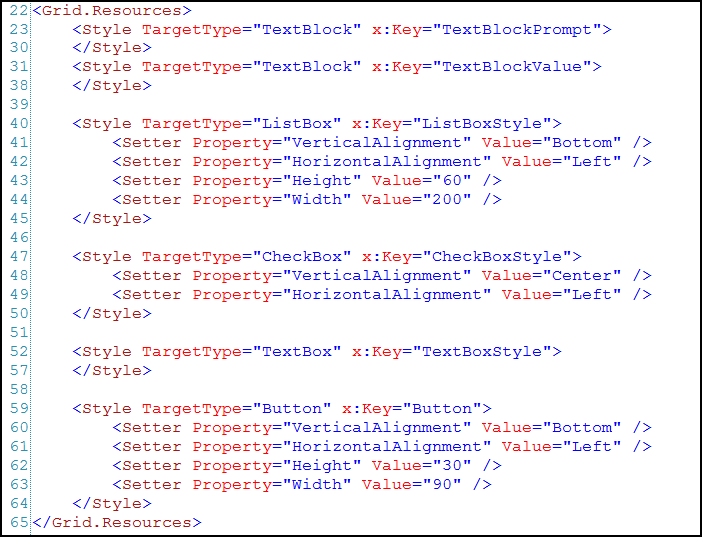 22 <Grid.Resources>
23     <Style TargetType="TextBlock" x:Key="TextBlockPrompt">
30     </Style>
31     <Style TargetType="TextBlock" x:Key="TextBlockValue">
38     </Style>
39
40     <Style TargetType="ListBox" x:Key="ListBoxStyle">
41         <Setter Property="VerticalAlignment" Value="Bottom" />
42         <Setter Property="HorizontalAlignment" Value="Left" />
43         <Setter Property="Height" Value="60" />
44         <Setter Property="Width" Value="200" />
45     </Style>
46
47     <Style TargetType="CheckBox" x:Key="CheckBoxStyle">
48         <Setter Property="VerticalAlignment" Value="Center" />
49         <Setter Property="HorizontalAlignment" Value="Left" />
50     </Style>
51
52     <Style TargetType="TextBox" x:Key="TextBoxStyle">
57     </Style>
58
59     <Style TargetType="Button" x:Key="Button">
60         <Setter Property="VerticalAlignment" Value="Bottom" />
61         <Setter Property="HorizontalAlignment" Value="Left" />
62         <Setter Property="Height" Value="30" />
63         <Setter Property="Width" Value="90" />
64     </Style>
65 </Grid.Resources>